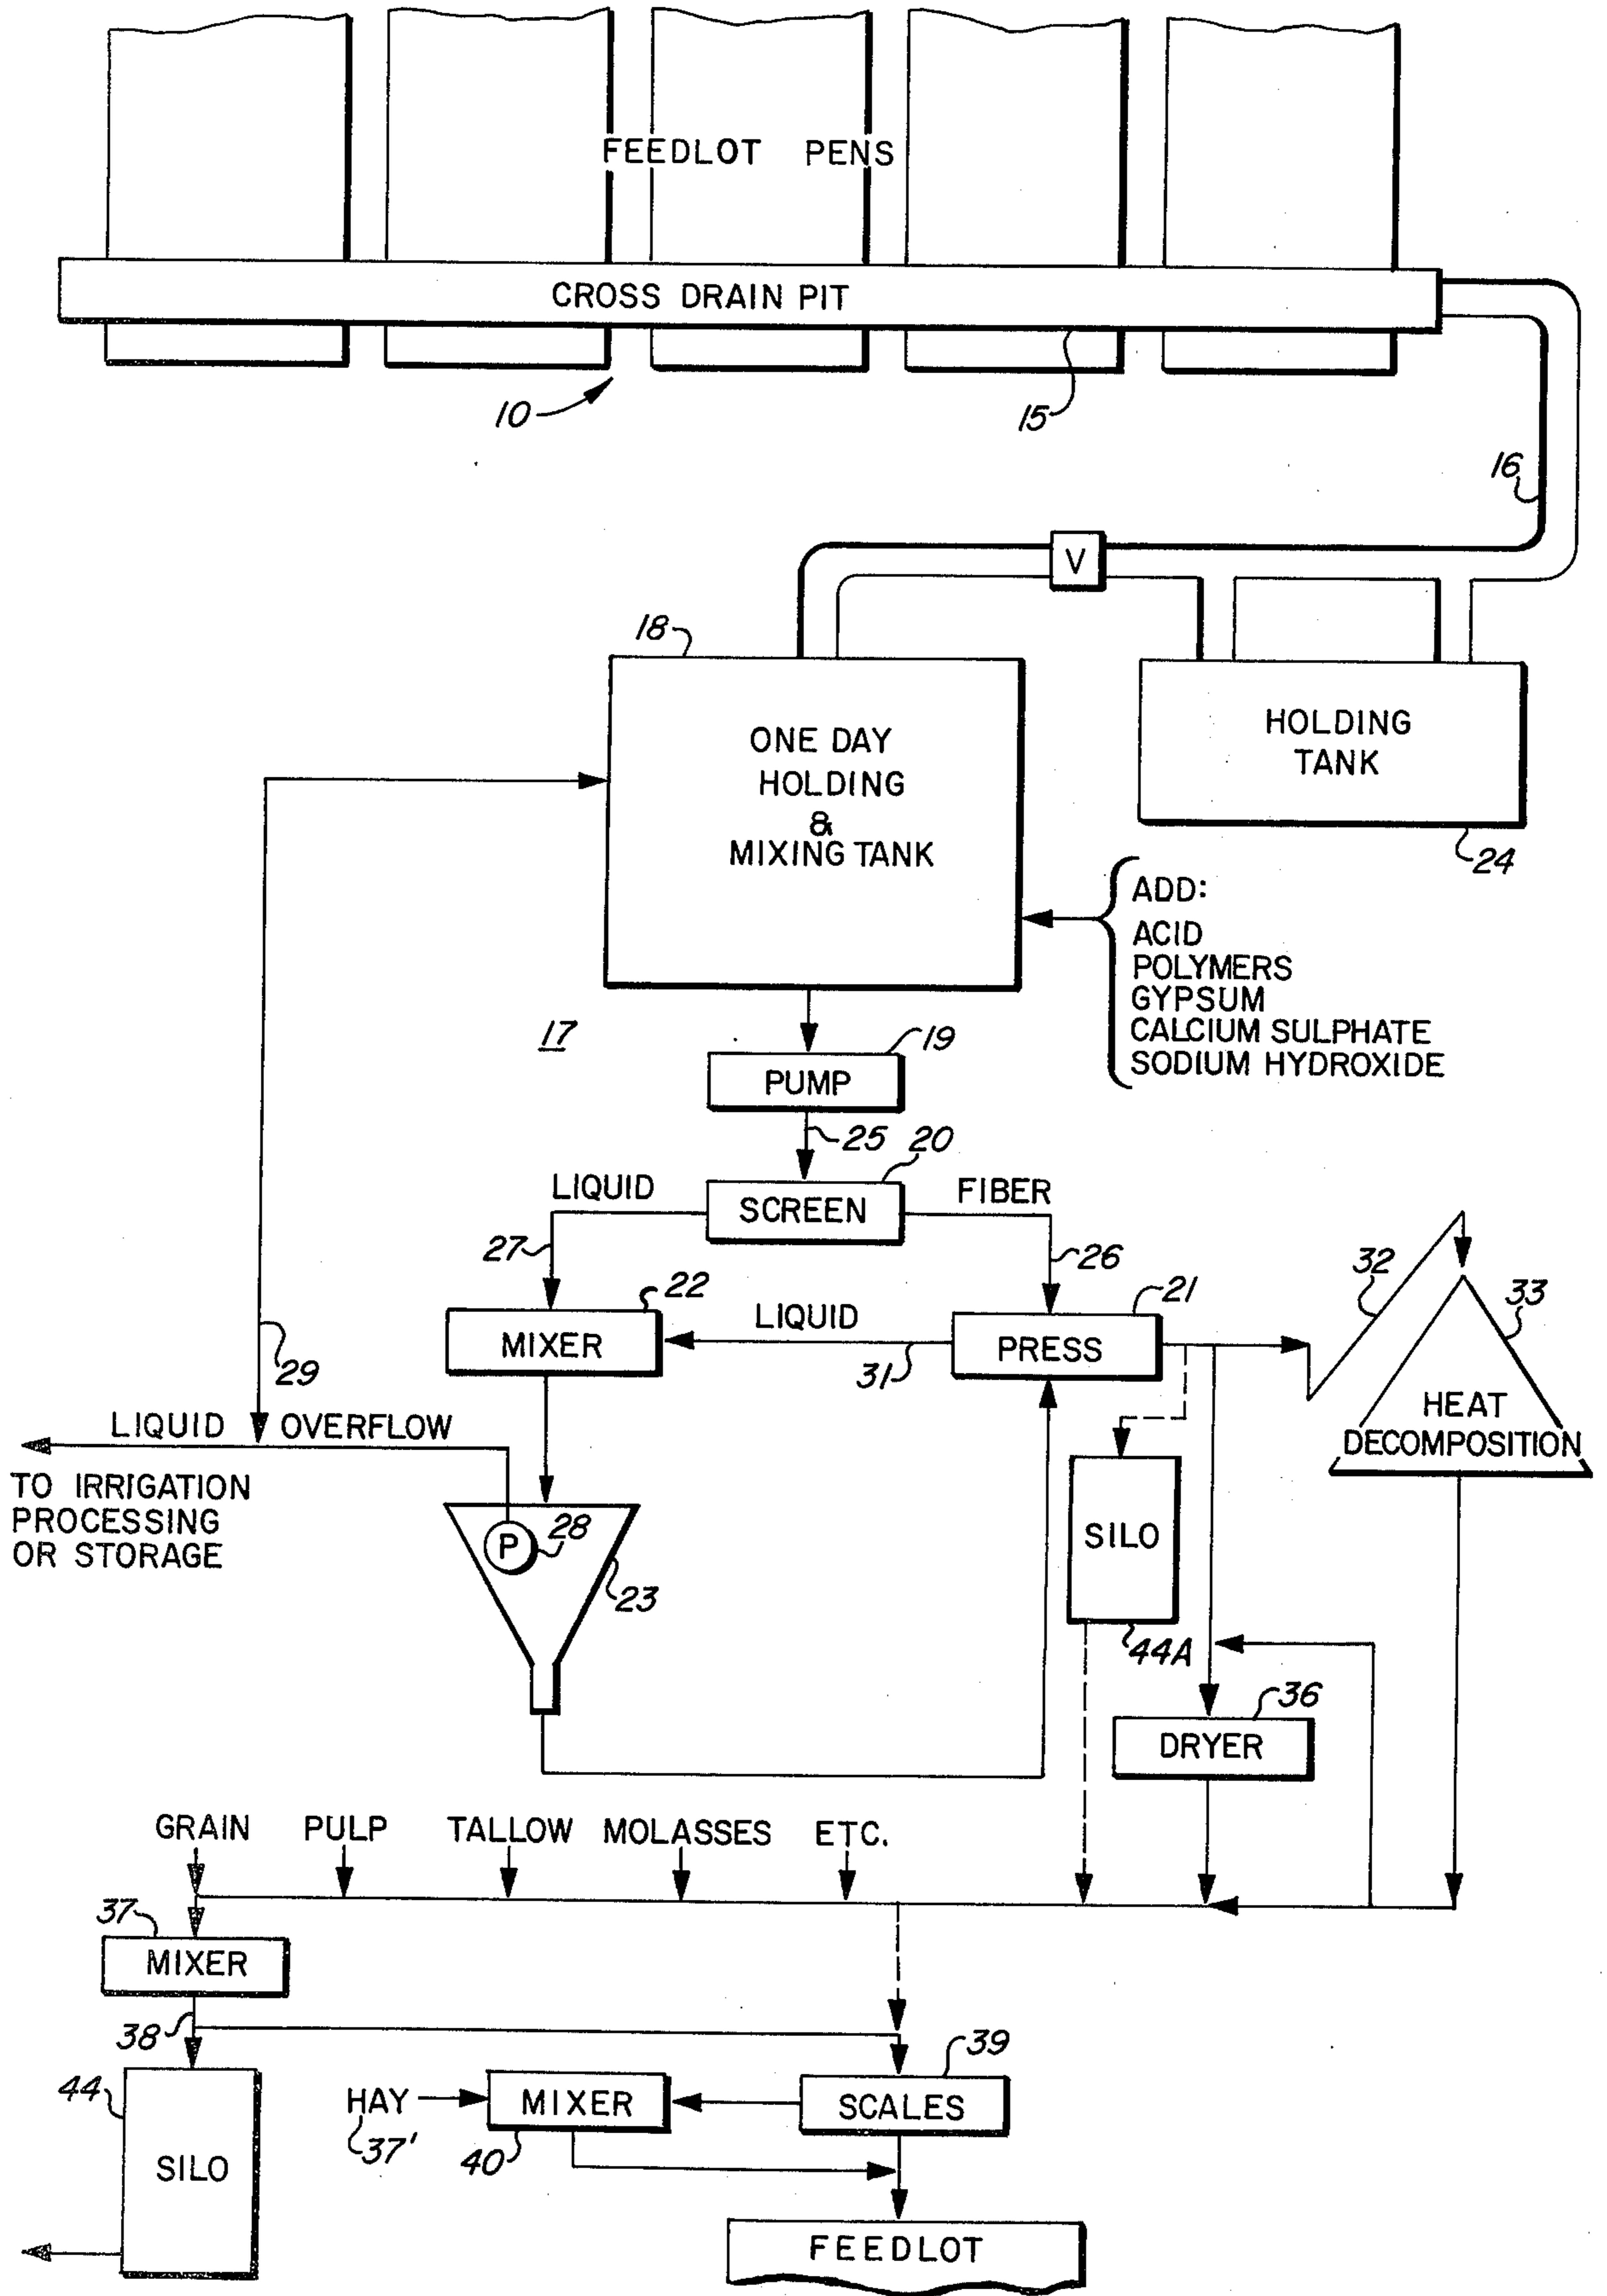 FEEDLOT PENS
CROSS DRAIN PIT
10
15
16
V
18
ONE DAY
HOLDING
&
MIXING TANK
HOLDING
TANK
24
ADD:
ACID
POLYMERS
GYPSUM
CALCIUM SULPHATE
SODIUM HYDROXIDE
17
19
PUMP
25
20
LIQUID
SCREEN
FIBER
27
26
22
21
32
33
MIXER
LIQUID
PRESS
31
29
HEAT
DECOMPOSITION
LIQUID OVERFLOW
TO IRRIGATION
PROCESSING
OR STORAGE
P
28
23
SILO
44A
36
DRYER
GRAIN
PULP
TALLOW
MOLASSES
ETC.
37
MIXER
38
39
44
HAY
37'
MIXER
40
SCALES
SILO
FEEDLOT